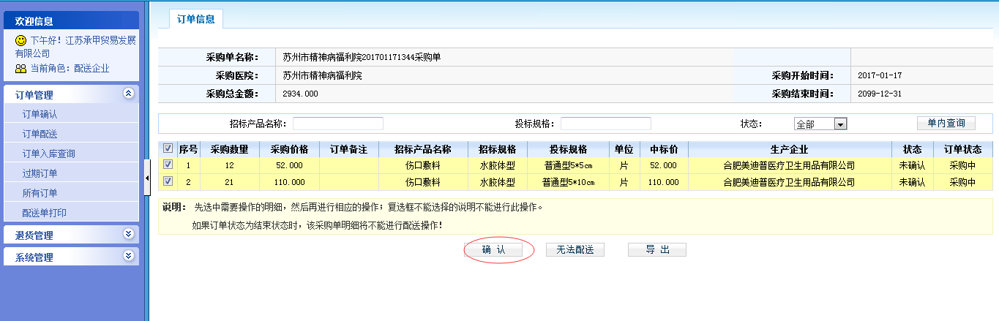 欢迎信息
下午好！江苏承甲贸易发展
有限公司
当前角色：配送企业
订单管理
订单确认
订单配送
订单入库查询
过期订单
所有订单
配送单打印
退货管理
系统管理
订单信息
采购单名称： 苏州市精神病福利院201701171344采购单
采购医院： 苏州市精神病福利院 采购开始时间： 2017-01-17
采购总金额： 2934.000 采购结束时间： 2099-12-31
招标产品名称： 投标规格： 状态： 全部 单内查询
序号 采购数量 采购价格 订单备注 招标产品名称 招标规格 投标规格 单位 中标价 生产企业 状态 订单状态
1 12 52.000 伤口敷料 水胶体型 普通型5*5cm 片 52.000 合肥美迪普医疗卫生用品有限公司 未确认 采购中
2 21 110.000 伤口敷料 水胶体型 普通型5*10cm 片 110.000 合肥美迪普医疗卫生用品有限公司 未确认 采购中
说明： 先选中需要操作的明细，然后再进行相应的操作；复选框不能选择的说明不能进行此操作。
如果订单状态为结束状态时，该采购单明细将不能进行配送操作！
确 认 无法配送 导 出